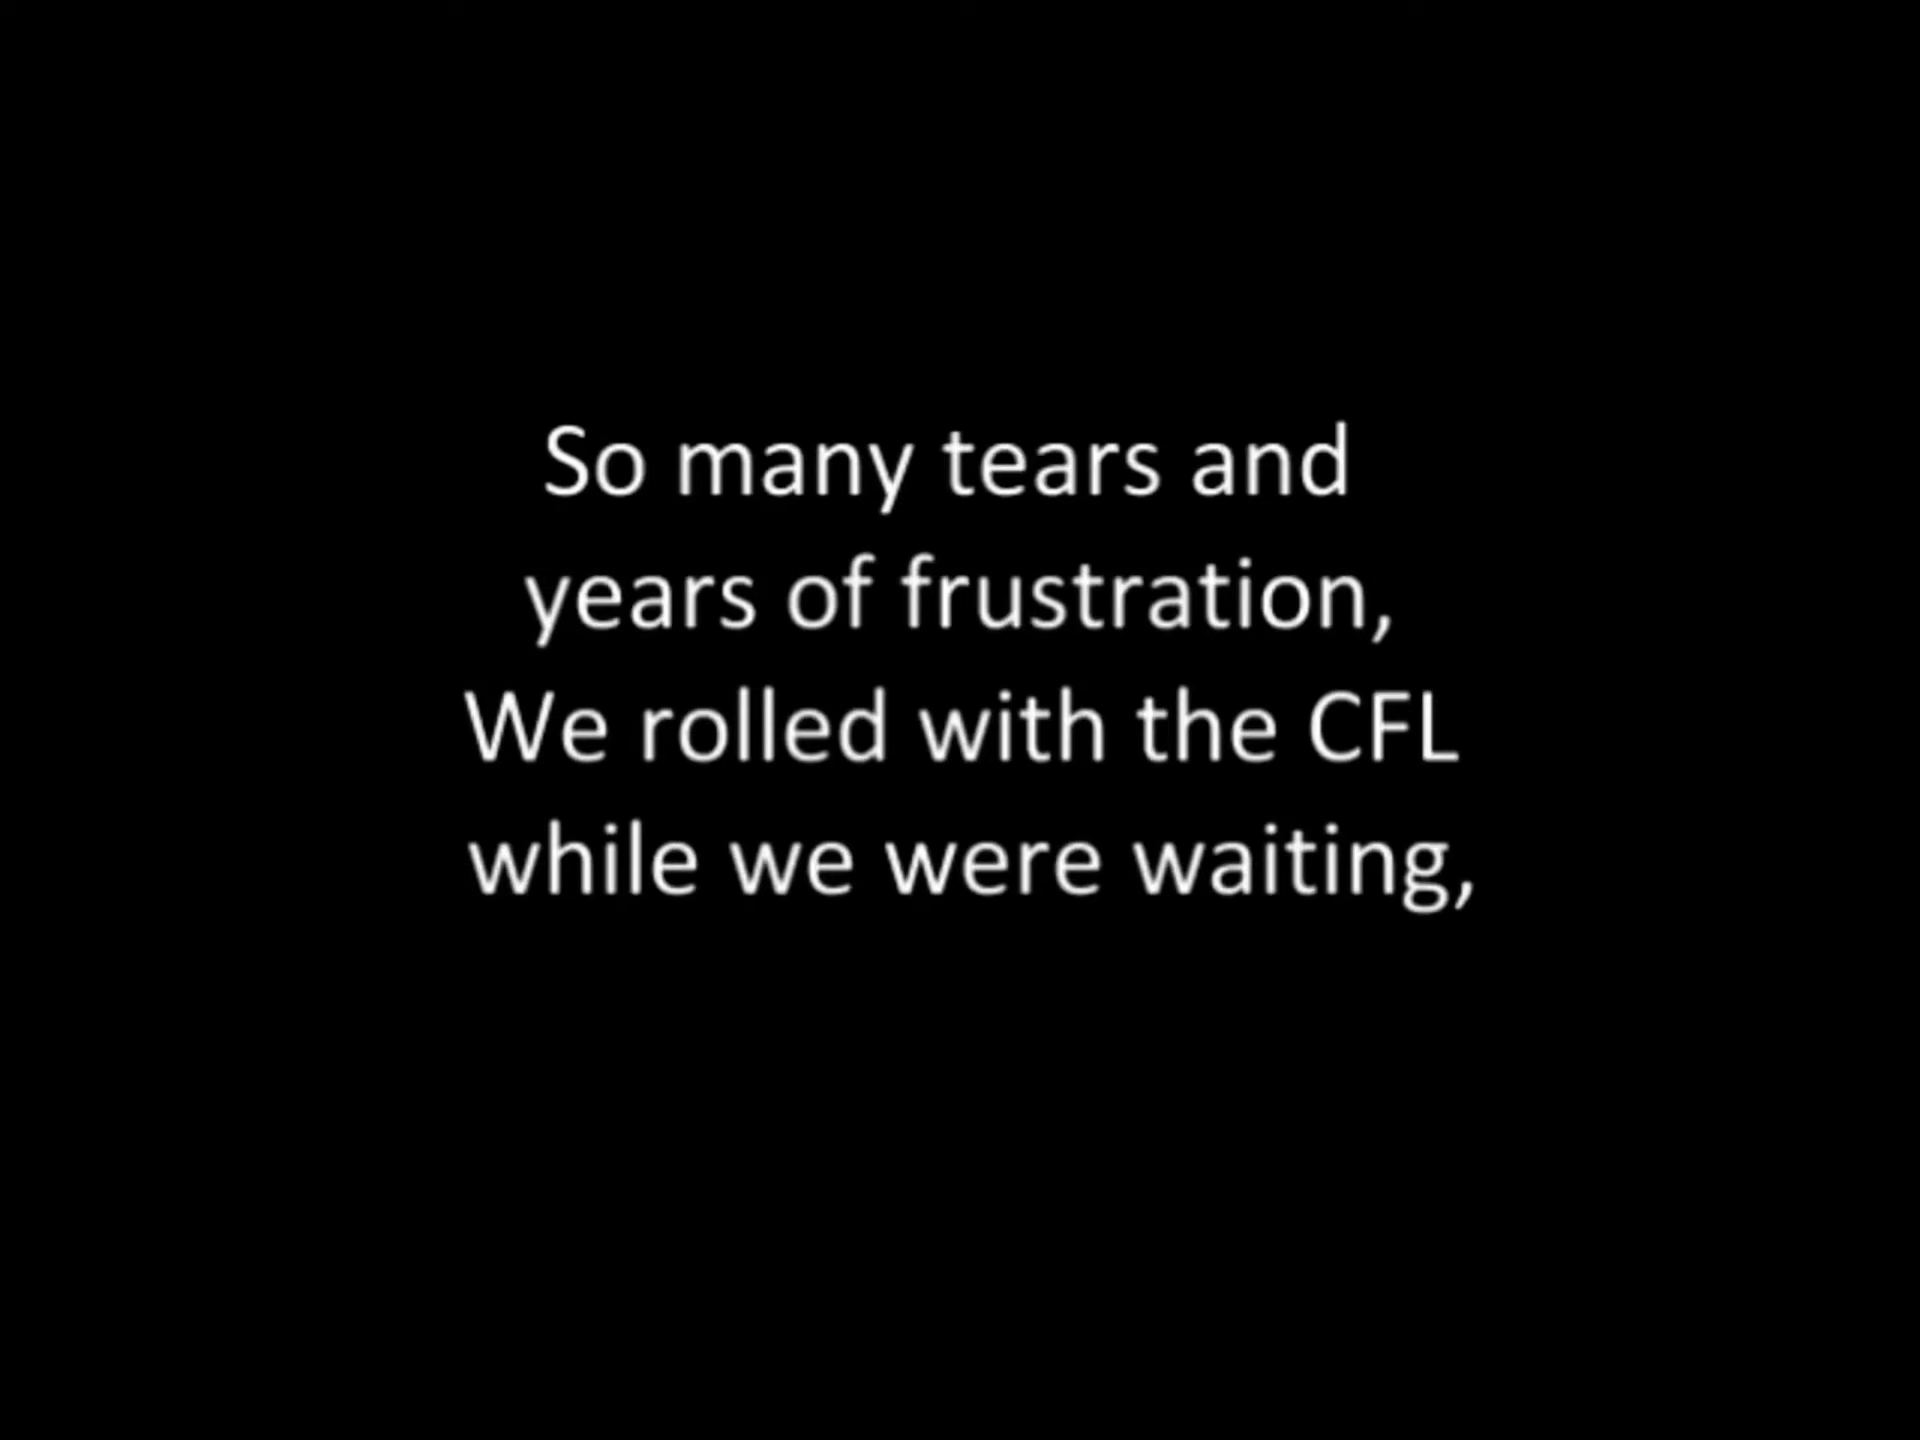 So many tears and
years of frustration,
We rolled with the CFL
while we were waiting,